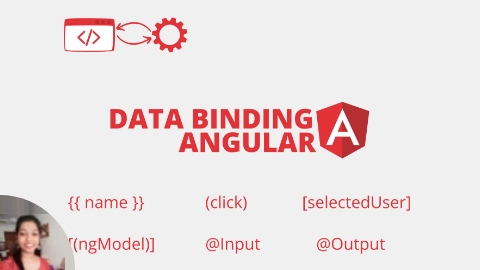 </>
DATA BINDING
ANGULAR
A
{{ name }} (click) [selectedUser]
[(ngModel)] @Input @Output